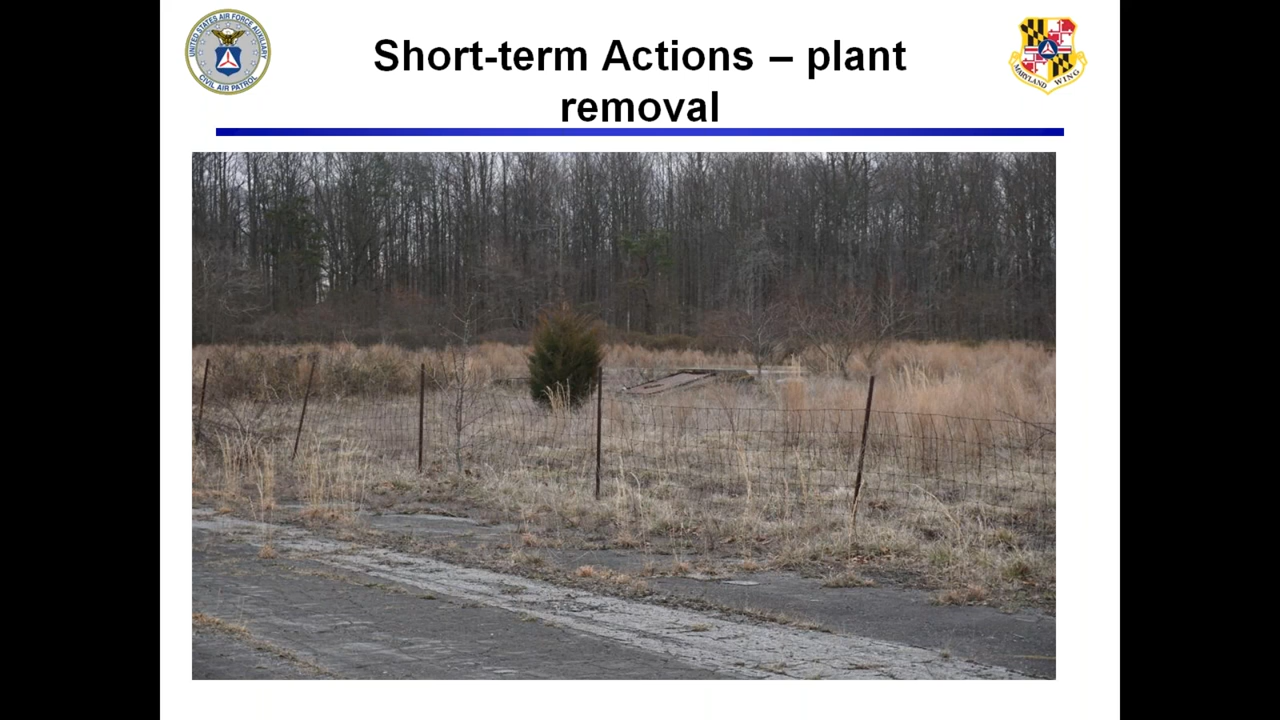 Short-term Actions – plant
removal
UNITED STATES AIR FORCE AUXILIARY
CIVIL AIR PATROL
MARYLAND WING